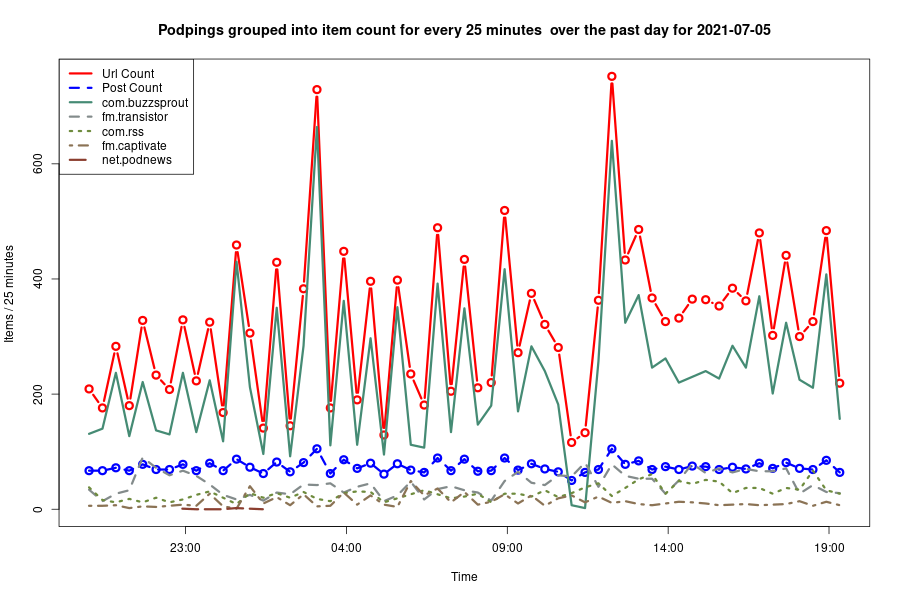 Podpings grouped into item count for every 25 minutes  over the past day for 2021-07-05
Url Count
Post Count
com.buzzsprout
fm.transistor
com.rss
fm.captivate
net.podnews
Items / 25 minutes
600
400
200
0
23:00 04:00 09:00 14:00 19:00
Time